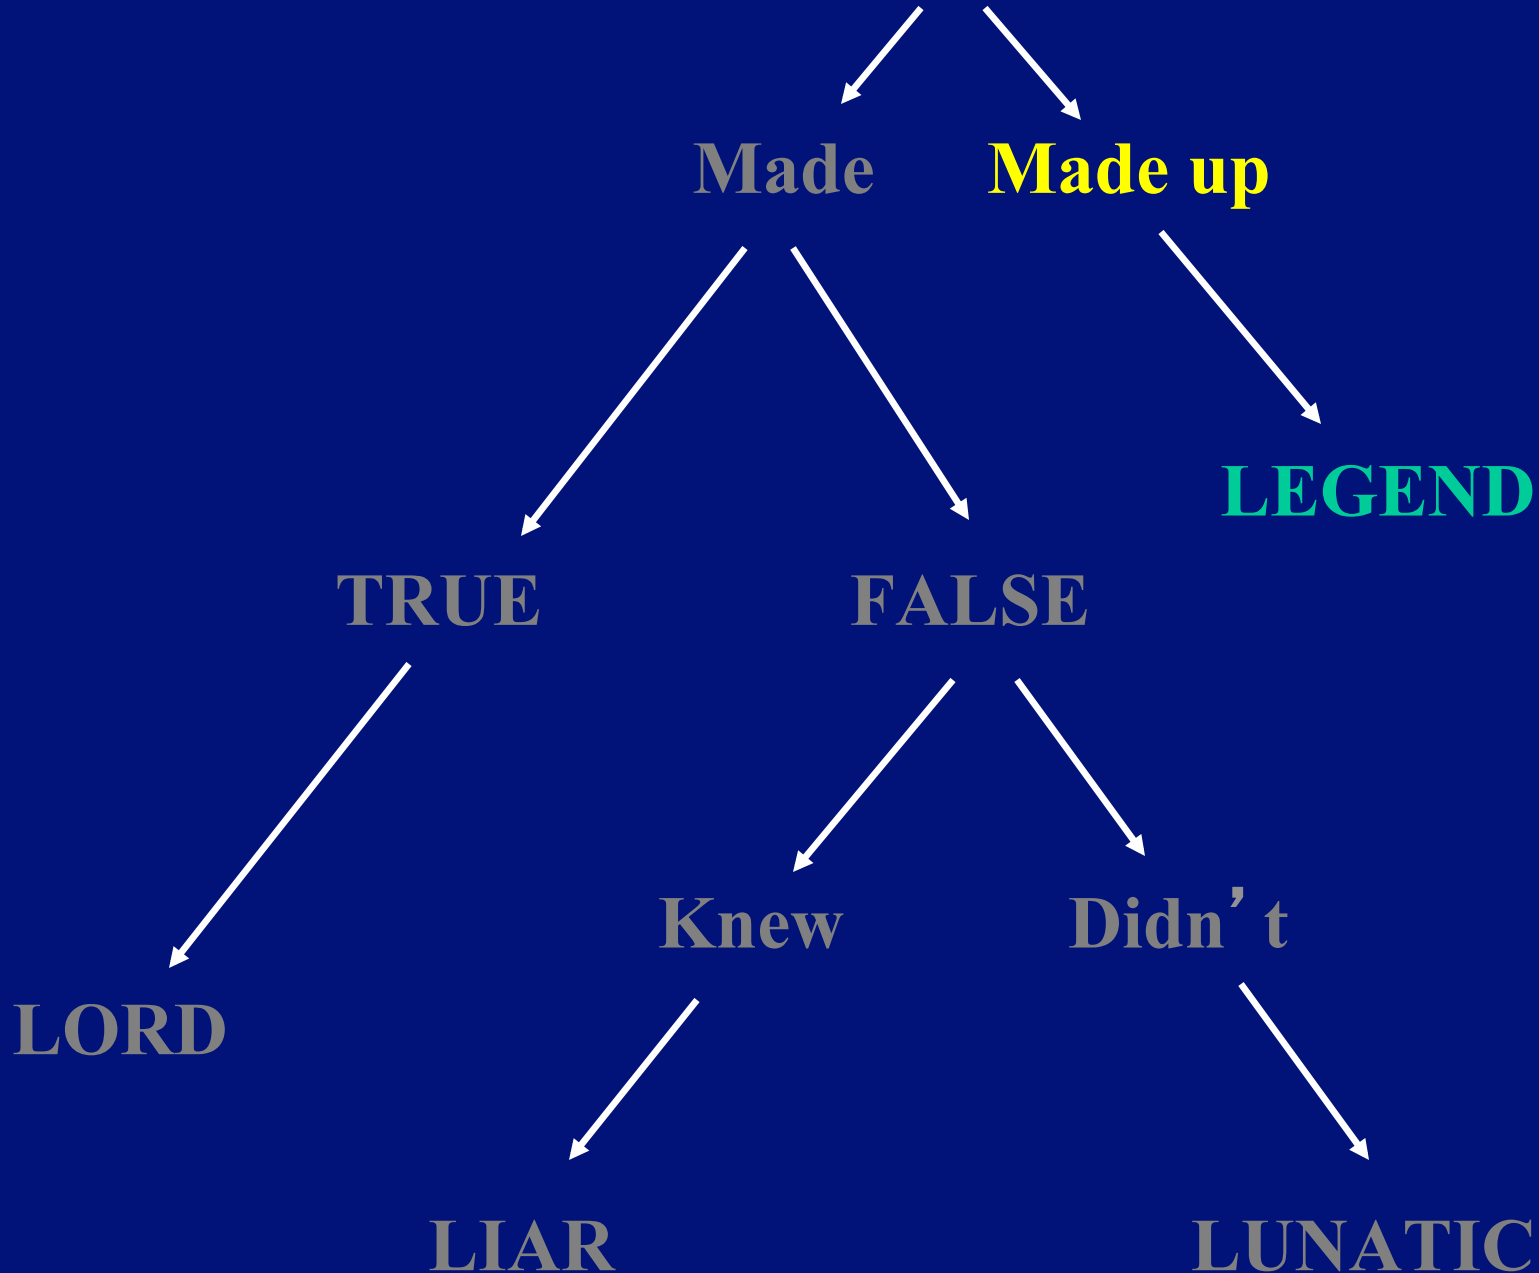 Made Made up
LEGEND
TRUE FALSE
Knew Didn’t
LORD
LIAR LUNATIC